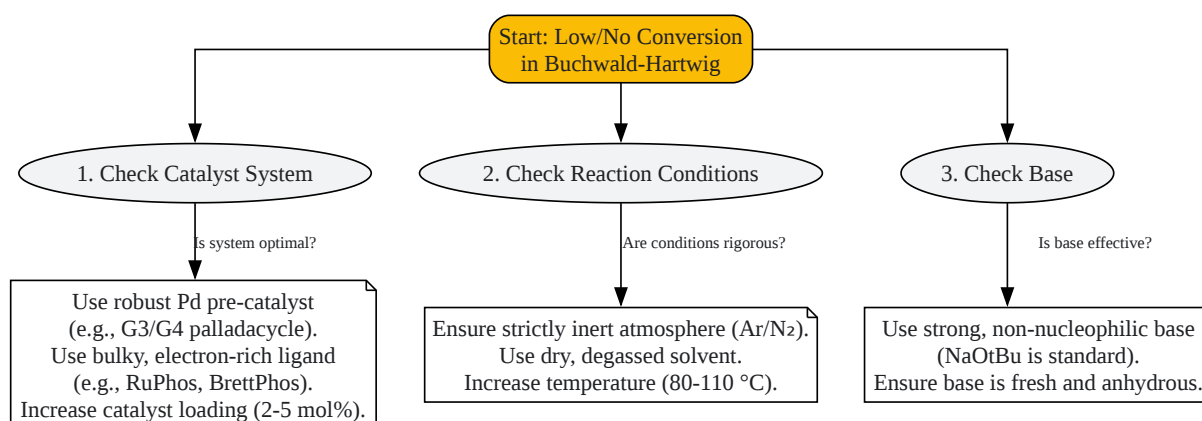 Start: Low/No Conversion
in Buchwald-Hartwig
1. Check Catalyst System
2. Check Reaction Conditions
3. Check Base
Is system optimal?
Are conditions rigorous?
Is base effective?
Use robust Pd pre-catalyst
(e.g., G3/G4 palladacycle).
Use bulky, electron-rich ligand
(e.g., RuPhos, BrettPhos).
Increase catalyst loading (2-5 mol%).
Ensure strictly inert atmosphere (Ar/N₂).
Use dry, degassed solvent.
Increase temperature (80-110 °C).
Use strong, non-nucleophilic base
(NaOtBu is standard).
Ensure base is fresh and anhydrous.